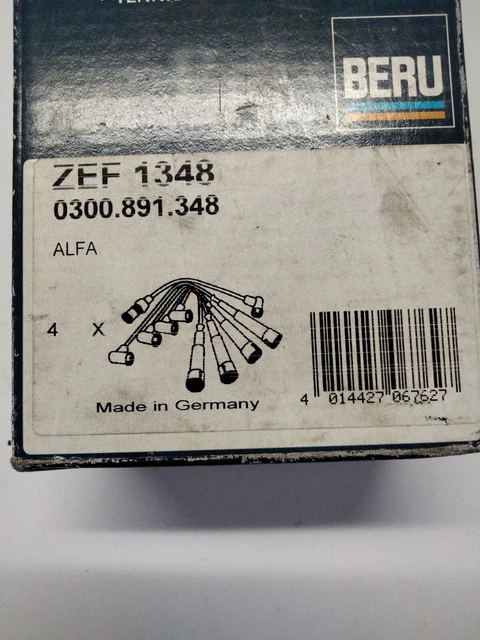 BERU
ZEF 1348
0300.891.348
ALFA
4 X
Made in Germany
4 014427 067627